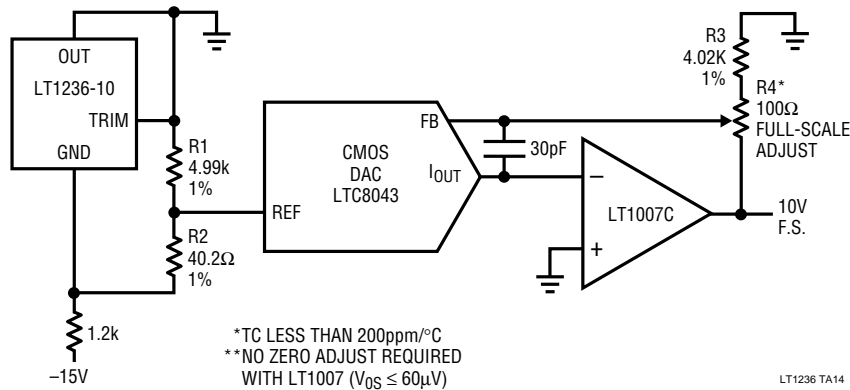 OUT
LT1236-10
TRIM
GND
R1
4.99k
1%
R2
40.2Ω
1%
1.2k
–15V
REF
CMOS
DAC
LTC8043
FB
IOUT
30pF
–
+
LT1007C
R3
4.02K
1%
R4*
100Ω
FULL-SCALE
ADJUST
10V
F.S.
*TC LESS THAN 200ppm/°C
**NO ZERO ADJUST REQUIRED
WITH LT1007 (V0S ≤ 60µV)
LT1236 TA14